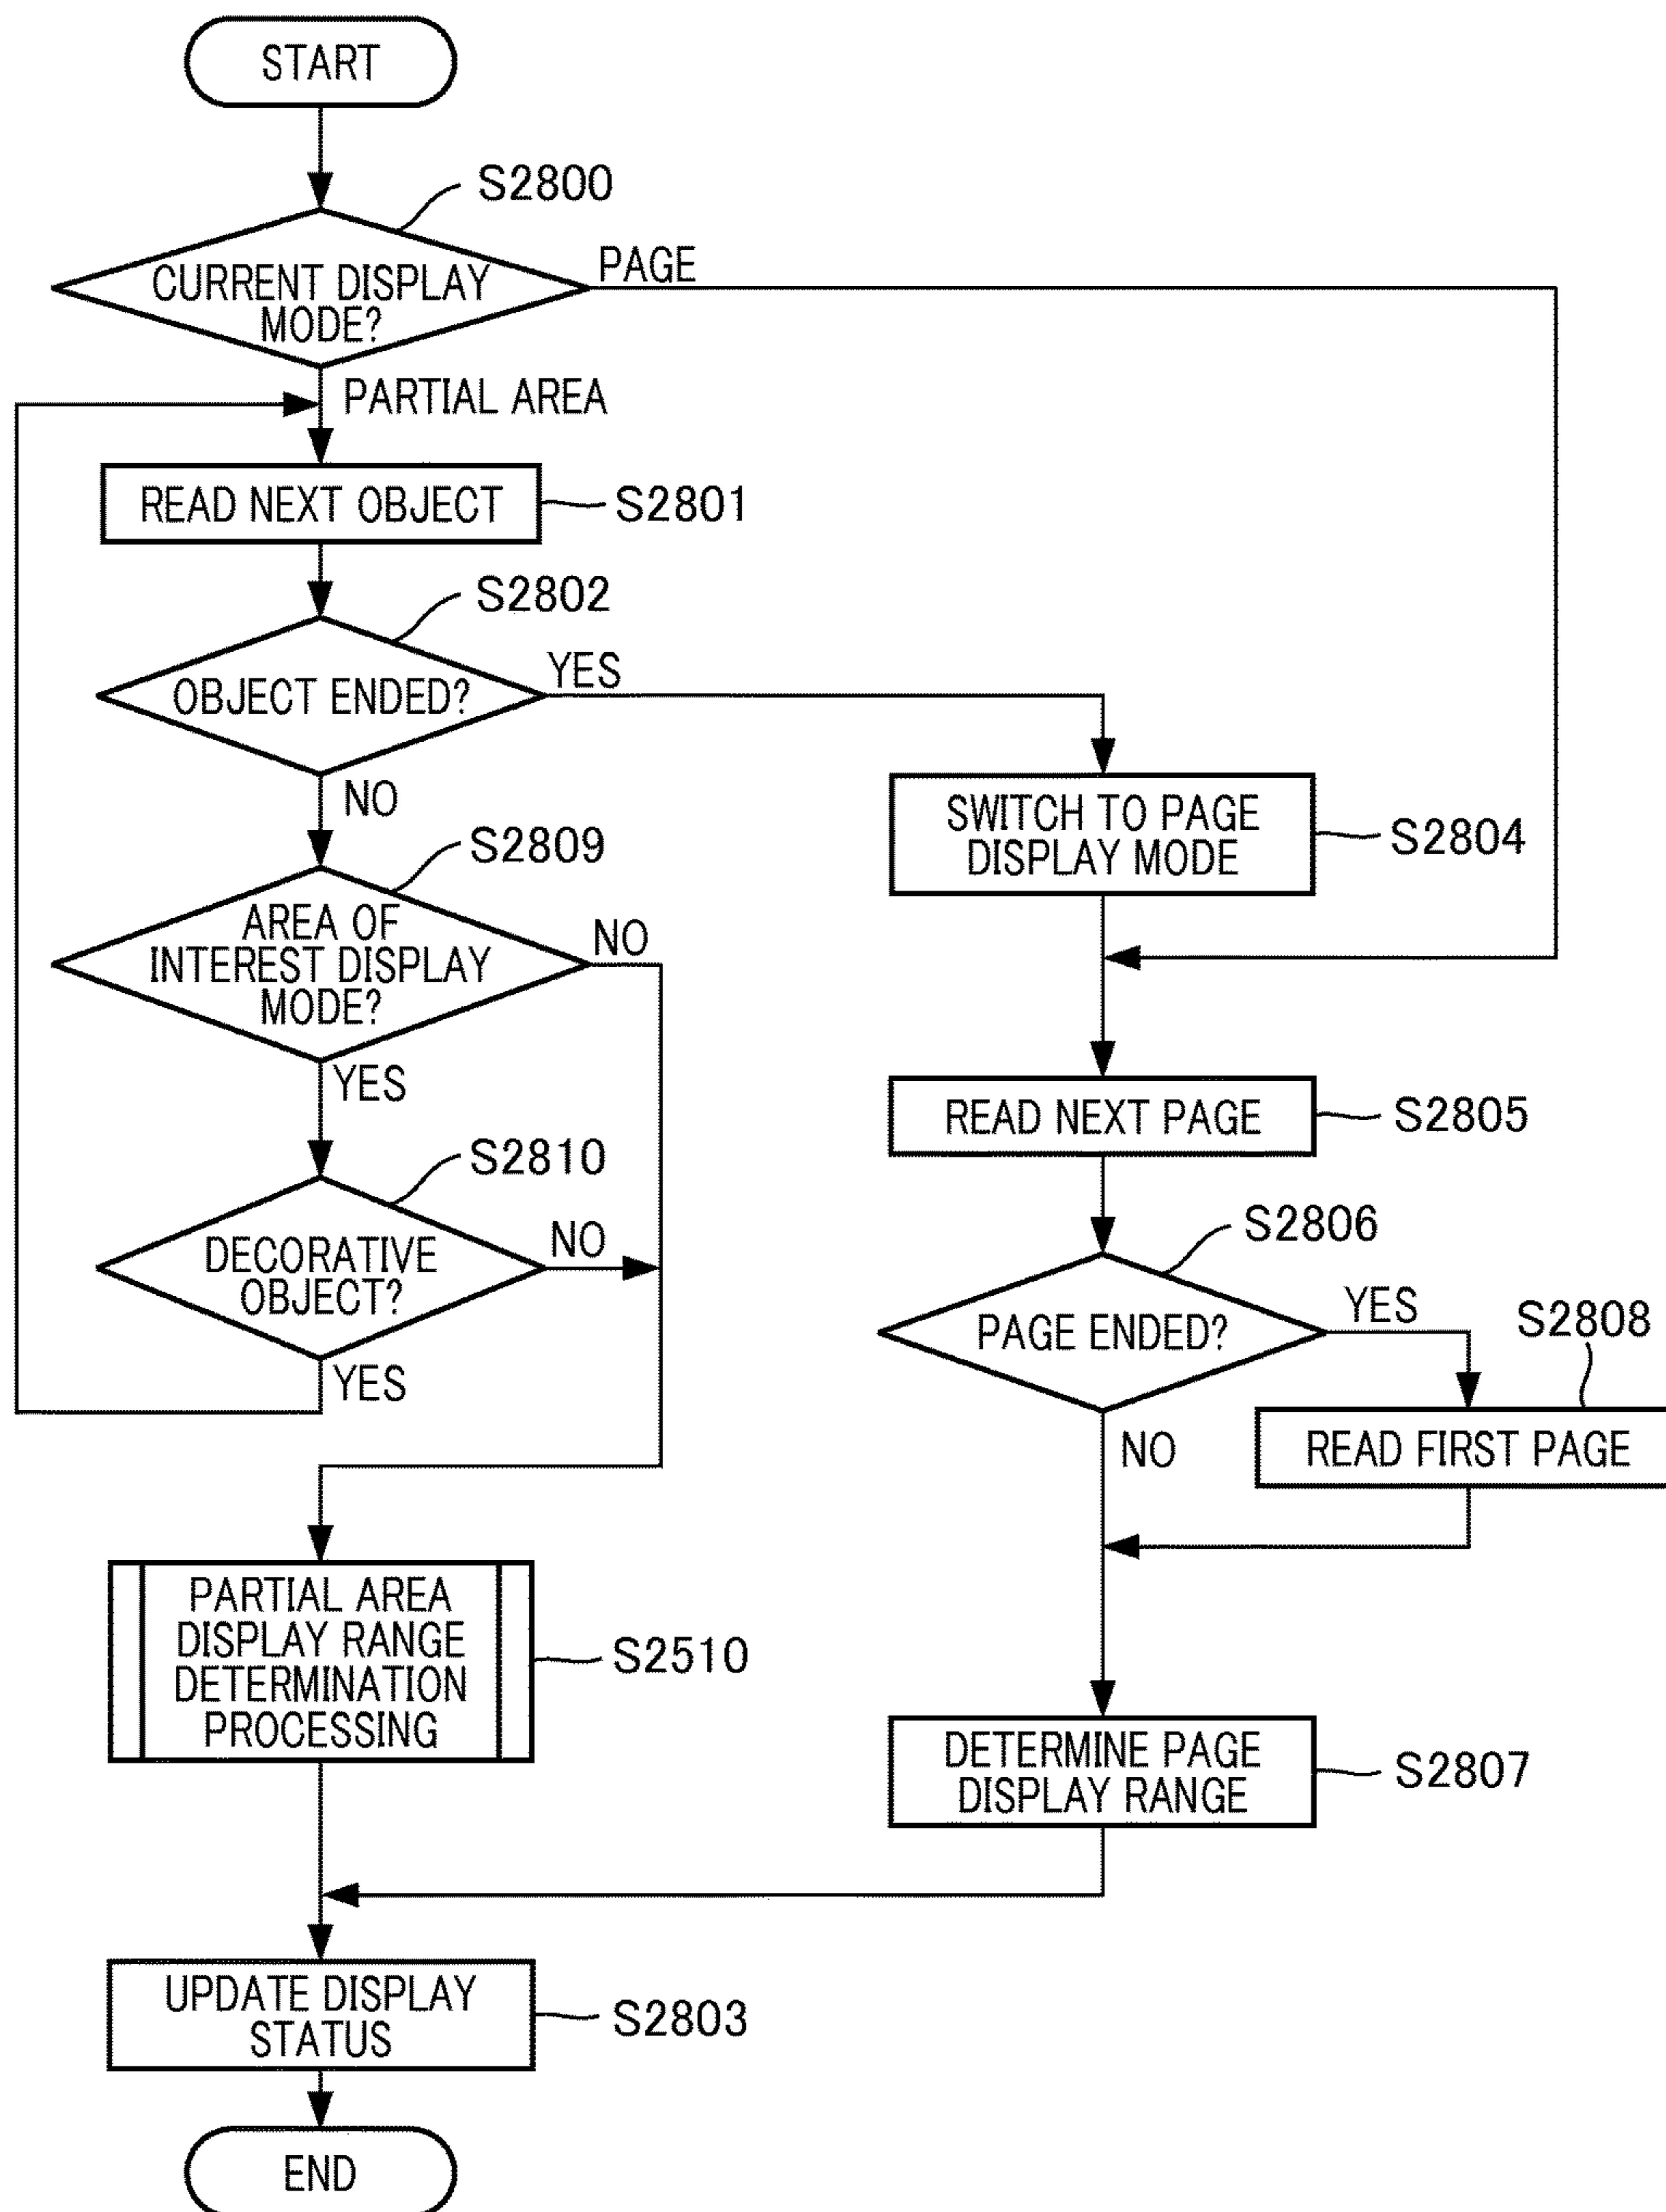 START
S2800
CURRENT DISPLAY
MODE?
PAGE
PARTIAL AREA
READ NEXT OBJECT
S2801
S2802
OBJECT ENDED?
YES
NO
SWITCH TO PAGE
DISPLAY MODE
S2804
S2809
AREA OF
INTEREST DISPLAY
MODE?
NO
YES
READ NEXT PAGE
S2805
S2810
DECORATIVE
OBJECT?
NO
YES
S2806
PAGE ENDED?
YES
NO
S2808
READ FIRST PAGE
PARTIAL AREA
DISPLAY RANGE
DETERMINATION
PROCESSING
S2510
DETERMINE PAGE
DISPLAY RANGE
S2807
UPDATE DISPLAY
STATUS
S2803
END